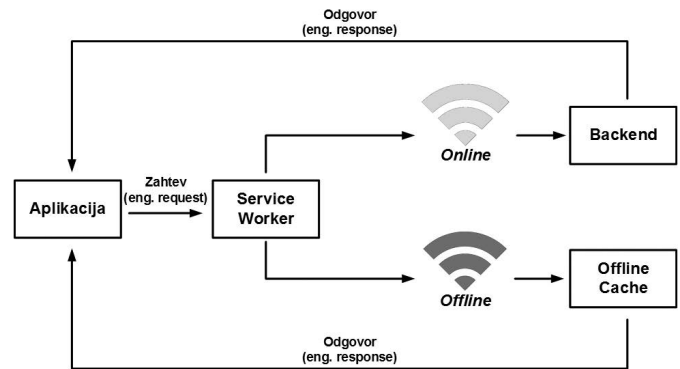 Odgovor
(eng. response)
Online
Backend
Zahtev
(eng. request)
Aplikacija
Service
Worker
Offline
Offline
Cache
Odgovor
(eng. response)